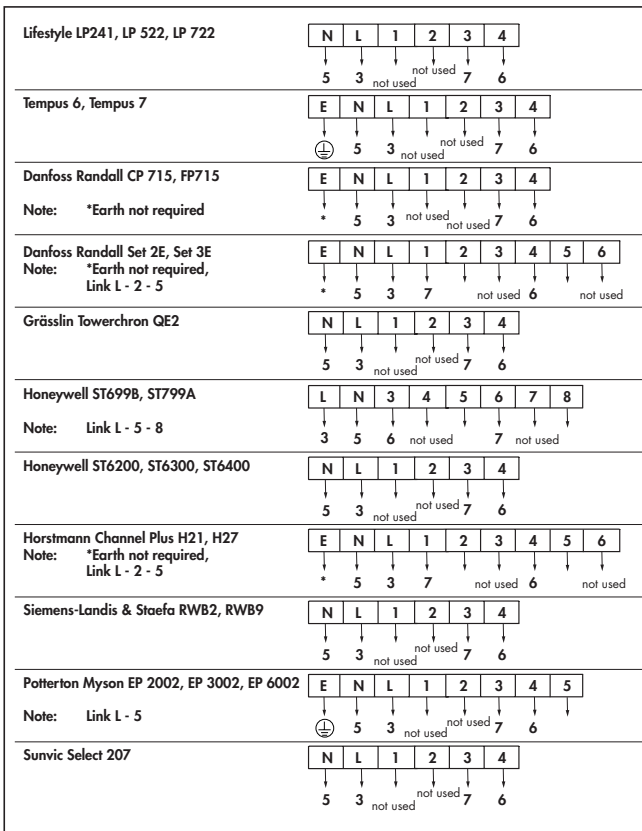 Lifestyle LP241, LP 522, LP 722
N L 1 2 3 4
5 3 not used not used 7 6
Tempus 6, Tempus 7
E N L 1 2 3 4
5 3 not used not used 7 6
Danfoss Randall CP 715, FP715
Note: *Earth not required
E N L 1 2 3 4
* 5 3 not used not used 7 6
Danfoss Randall Set 2E, Set 3E
Note: *Earth not required,
Link L - 2 - 5
E N L 1 2 3 4 5 6
* 5 3 7 not used 6 not used
Grässlin Towerchron QE2
N L 1 2 3 4
5 3 not used not used 7 6
Honeywell ST699B, ST799A
Note: Link L - 5 - 8
L N 3 4 5 6 7 8
3 5 6 not used 7 not used
Honeywell ST6200, ST6300, ST6400
N L 1 2 3 4
5 3 not used not used 7 6
Horstmann Channel Plus H21, H27
Note: *Earth not required,
Link L - 2 - 5
E N L 1 2 3 4 5 6
* 5 3 7 not used 6 not used
Siemens-Landis & Staefa RWB2, RWB9
N L 1 2 3 4
5 3 not used not used 7 6
Potterton Myson EP 2002, EP 3002, EP 6002
Note: Link L - 5
E N L 1 2 3 4 5
5 3 not used not used 7 6
Sunvic Select 207
N L 1 2 3 4
5 3 not used not used 7 6